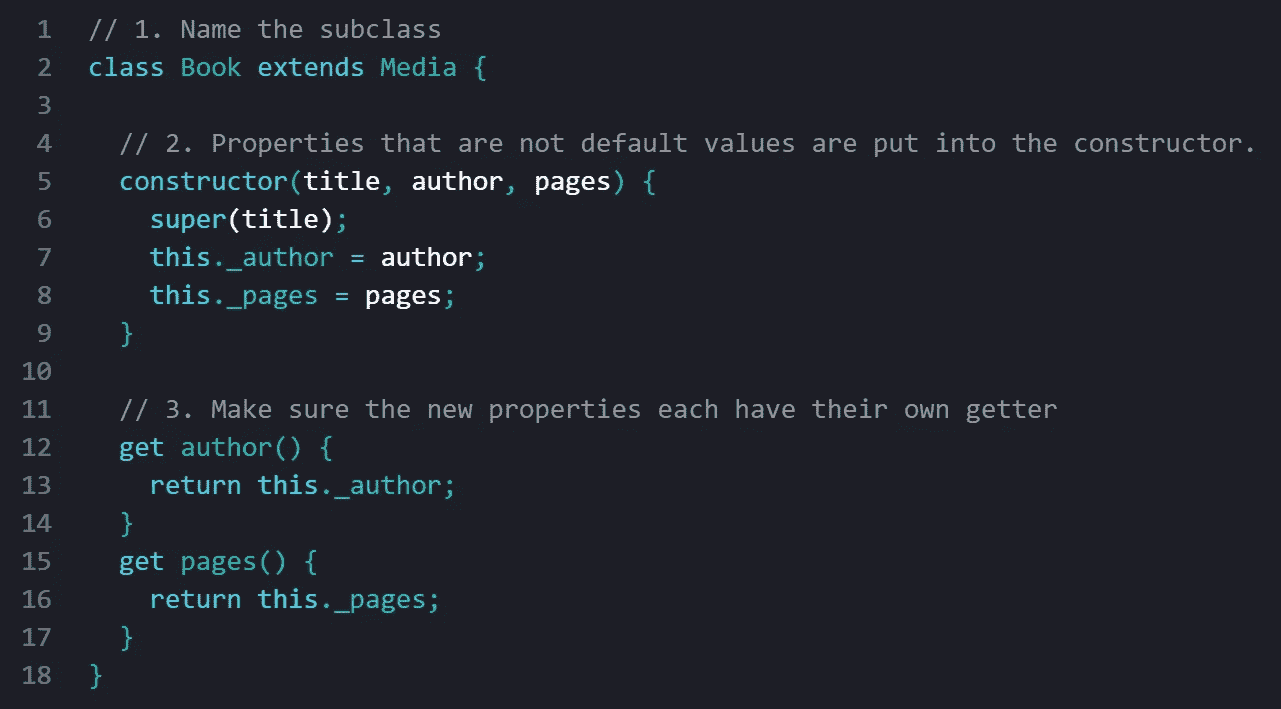 1 // 1. Name the subclass
2 class Book extends Media {
3
4 // 2. Properties that are not default values are put into the constructor.
5 constructor(title, author, pages) {
6 super(title);
7 this._author = author;
8 this._pages = pages;
9 }
10
11 // 3. Make sure the new properties each have their own getter
12 get author() {
13 return this._author;
14 }
15 get pages() {
16 return this._pages;
17 }
18 }